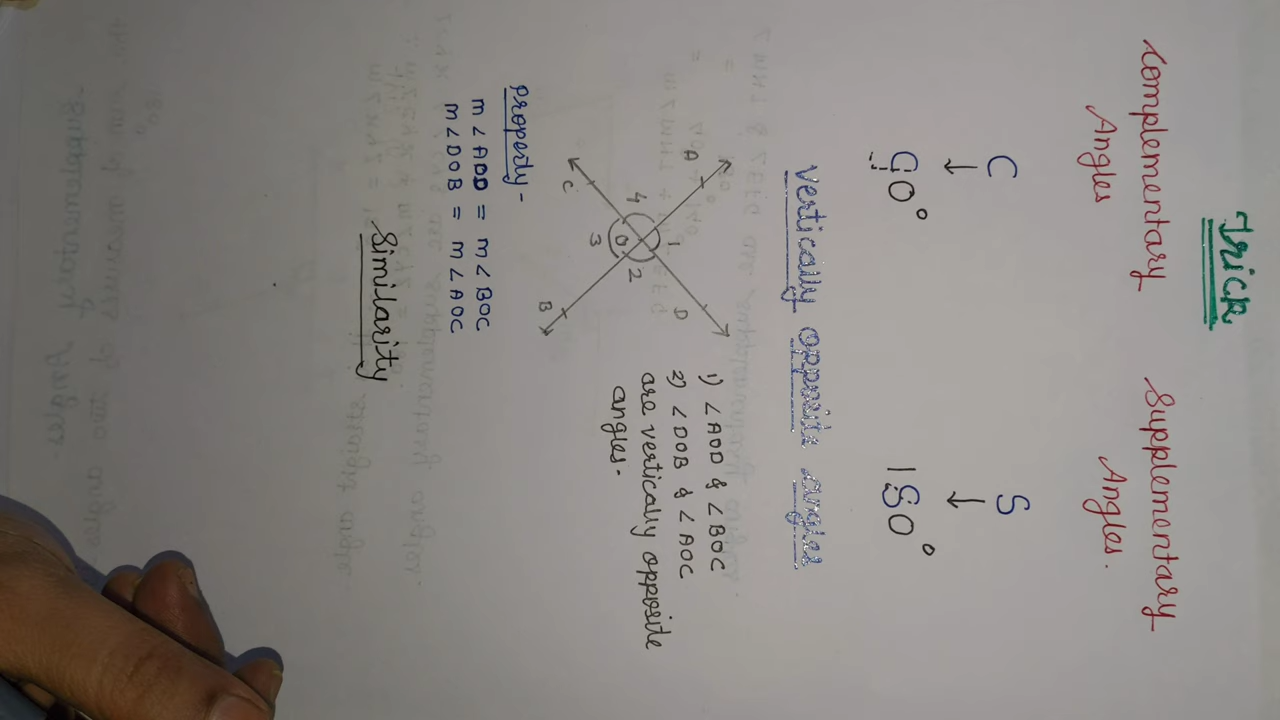 Trick
Complementary Supplementary
Angles Angles.
C S
↓ ↓
90° 180°
Vertically opposite angles
A D
1
4 2
O
3
C B
1) ∠AOD & ∠BOC
2) ∠DOB & ∠AOC
are vertically opposite
angles.
Property-
m∠AOD = m∠BOC
m∠DOB = m∠AOC
Similarity